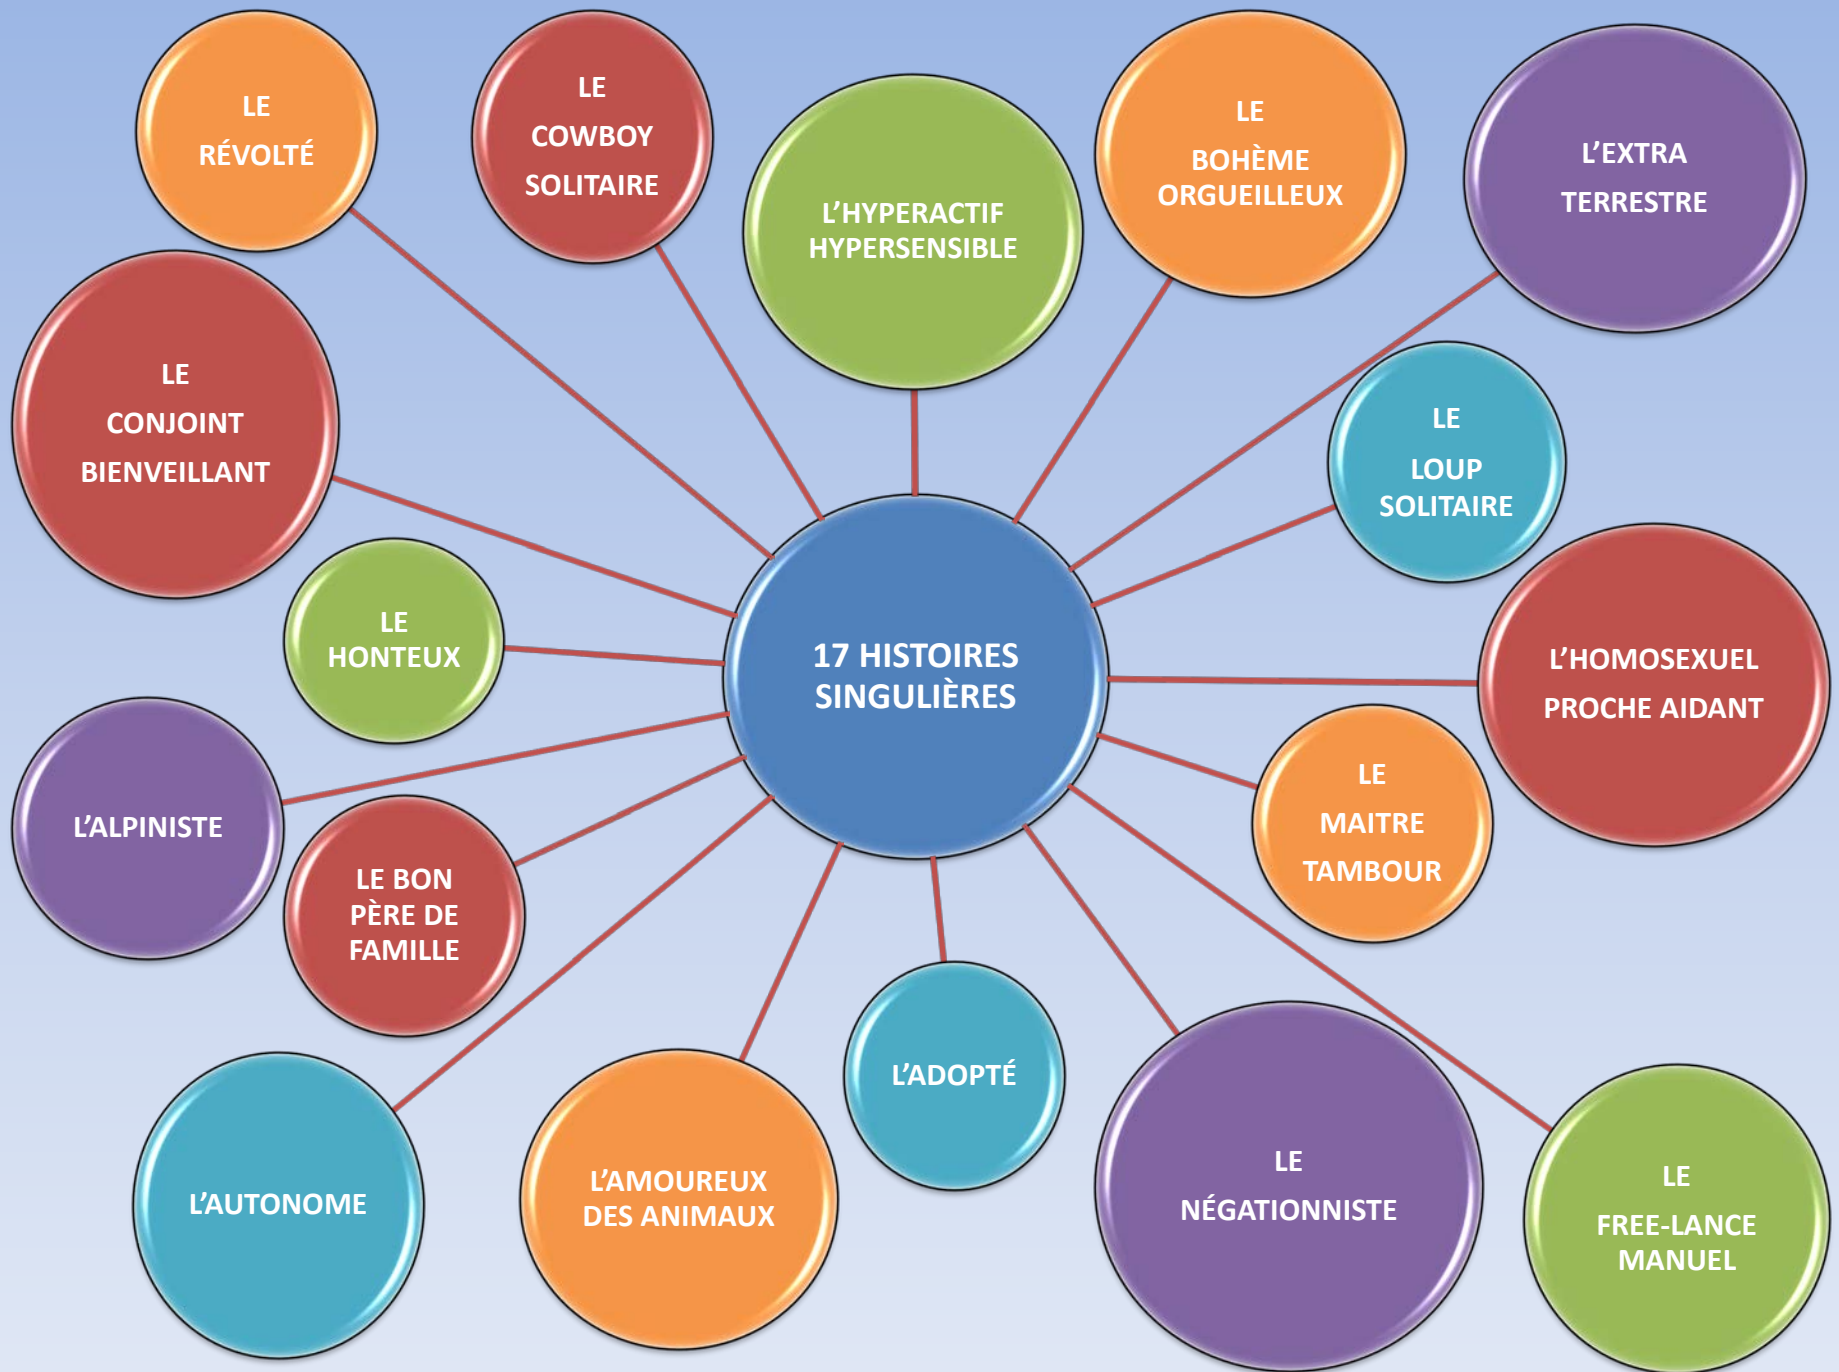 LE
RÉVOLTÉ
LE
COWBOY
SOLITAIRE
L'HYPERACTIF
HYPERSENSIBLE
LE
BOHÈME
ORGUEILLEUX
L'EXTRA
TERRESTRE
LE
CONJOINT
BIENVEILLANT
LE
LOUP
SOLITAIRE
LE
HONTEUX
17 HISTOIRES
SINGULIÈRES
L'HOMOSEXUEL
PROCHE AIDANT
L'ALPINISTE
LE BON
PÈRE DE
FAMILLE
LE
MAITRE
TAMBOUR
L'AUTONOME
L'AMOUREUX
DES ANIMAUX
L'ADOPTÉ
LE
NÉGATIONNISTE
LE
FREE-LANCE
MANUEL